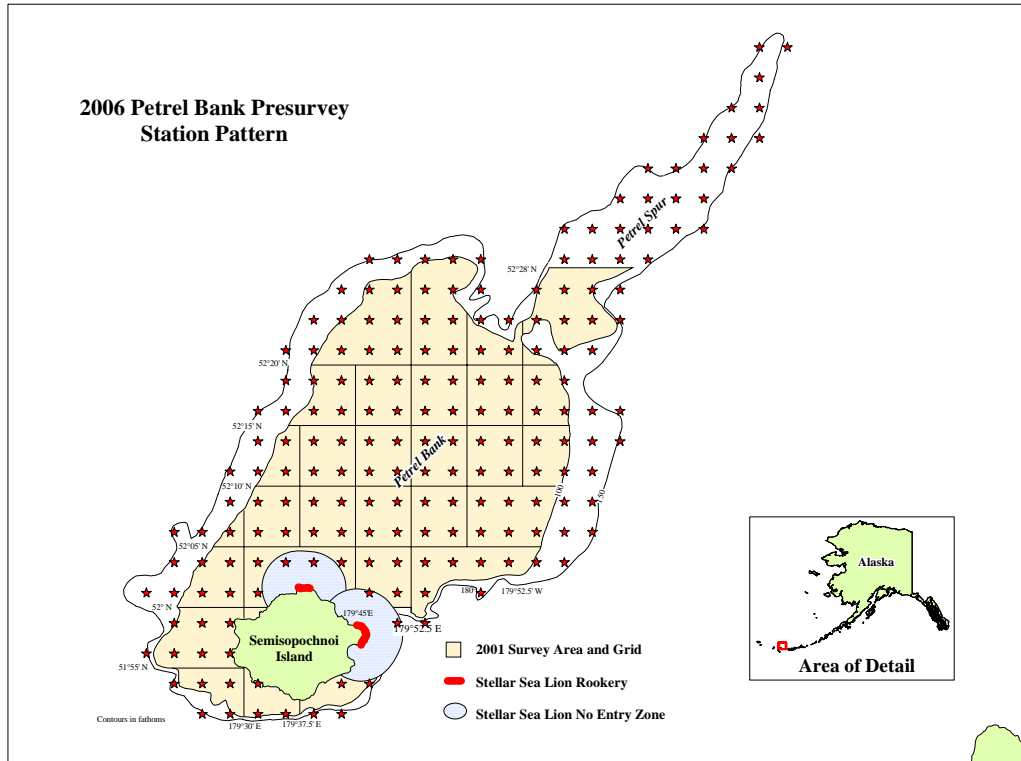 2006 Petrel Bank Presurvey
Station Pattern
Petrel Spur
52°28' N
52°20' N
52°15' N
Petrel Bank
52°10' N
100
150
52°05' N
Alaska
180°
179°52.5' W
52° N
179°45'E
179°52.5 E
Semisopochnoi
Island
51°55' N
2001 Survey Area and Grid
Stellar Sea Lion Rookery
Stellar Sea Lion No Entry Zone
Area of Detail
Contours in fathoms
179°30' E
179°37.5' E